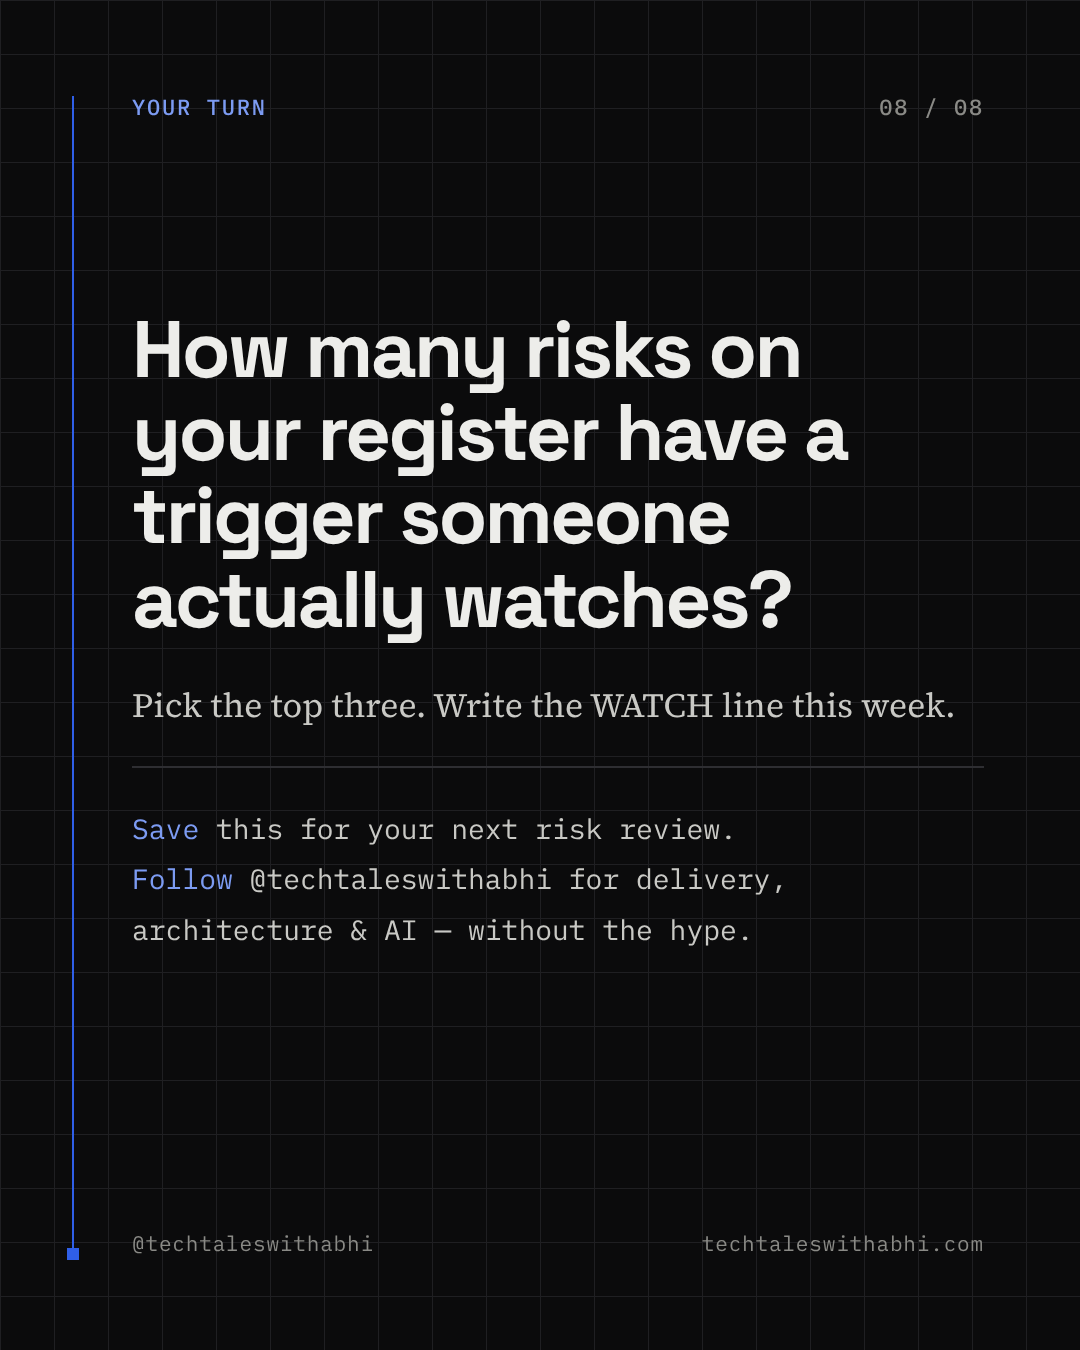 YOUR TURN
08 / 08
How many risks on
your register have a
trigger someone
actually watches?
Pick the top three. Write the WATCH line this week.
Save this for your next risk review.
Follow @techtaleswithabhi for delivery,
architecture & AI — without the hype.
@techtaleswithabhi
techtaleswithabhi.com